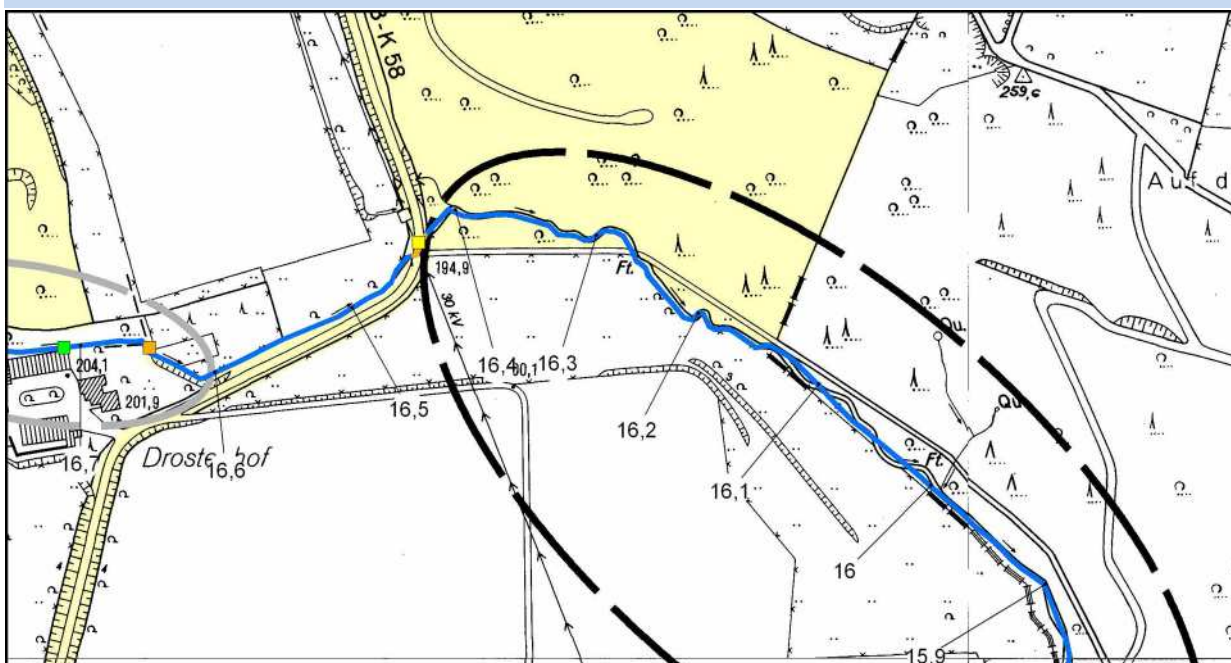 -K 58
259,6
Auf d
194,9
Ft.
30 kV
Qu.
Qu.
204,1
16,4
16,3
201,9
16,5
16,2
Ft.
16,7
Droste hof
16,6
16,1
16
15,9